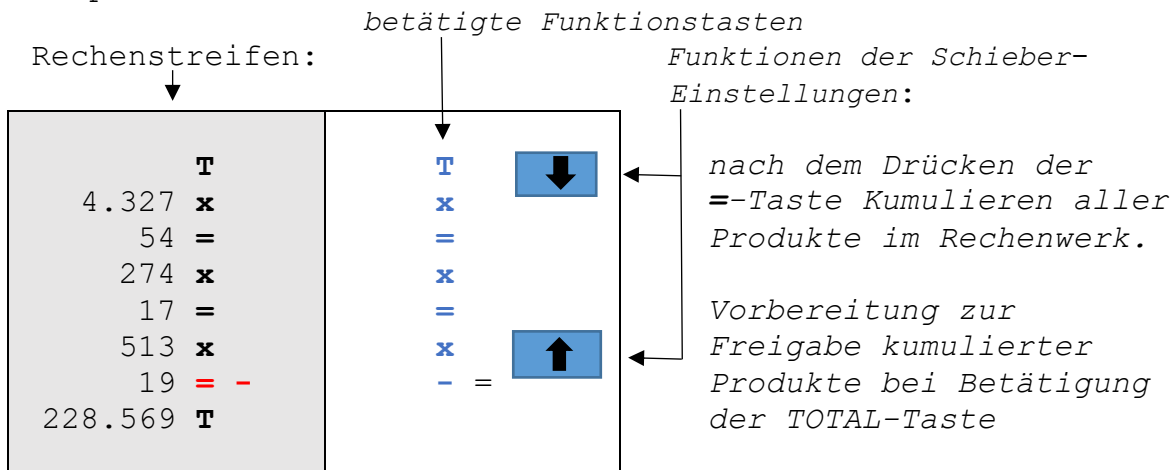 betätigte Funktionstasten
Rechenstreifen:
Funktionen der Schieber-
Einstellungen:
T
4.327 x
54 =
274 x
17 =
513 x
19 = -
228.569 T
T
x
=
x
=
x
- =
nach dem Drücken der
=-Taste Kumulieren aller
Produkte im Rechenwerk.
Vorbereitung zur
Freigabe kumulierter
Produkte bei Betätigung
der TOTAL-Taste